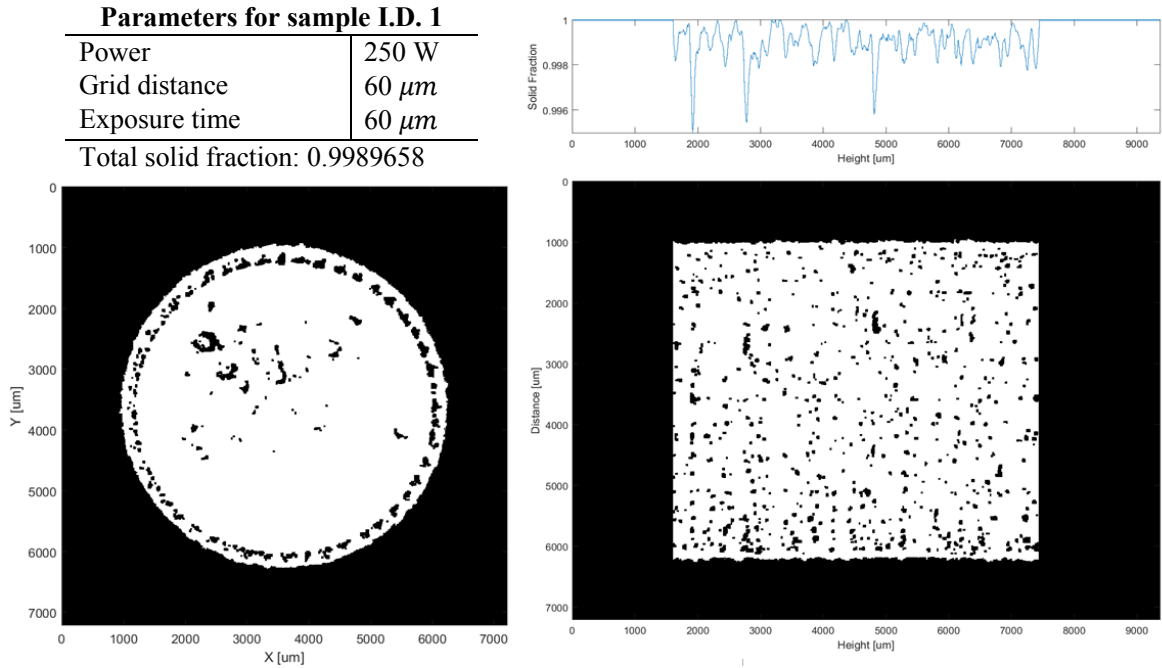 Parameters for sample I.D. 1
Power 250 W
Grid distance 60 μm
Exposure time 60 μm
Total solid fraction: 0.9989658
1
0.998
0.996
Solid Fraction
0 1000 2000 3000 4000 5000 6000 7000 8000 9000
Height [um]
0
1000
2000
3000
4000
5000
6000
7000
Y [um]
0 1000 2000 3000 4000 5000 6000 7000
X [um]
0
1000
2000
3000
4000
5000
6000
7000
Distance [um]
0 1000 2000 3000 4000 5000 6000 7000 8000 9000
Height [um]